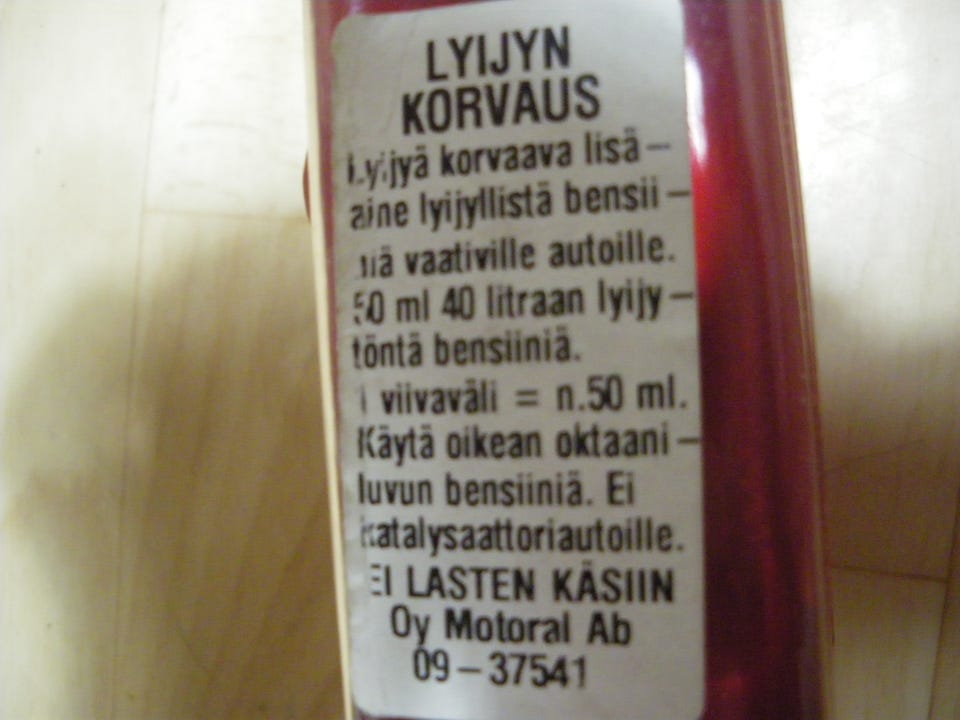 LYIJYN
KORVAUS
Lyijyä korvaava lisä-
aine lyijyllistä bensii-
niä vaativille autoille.
50 ml 40 litraan lyijy-
töntä bensiiniä.
1 viivaväli = n.50 ml.
Käytä oikean oktaani-
luvun bensiiniä. Ei
katalysaattoriautoille.
EI LASTEN KÄSIIN
Oy Motoral Ab
09-37541